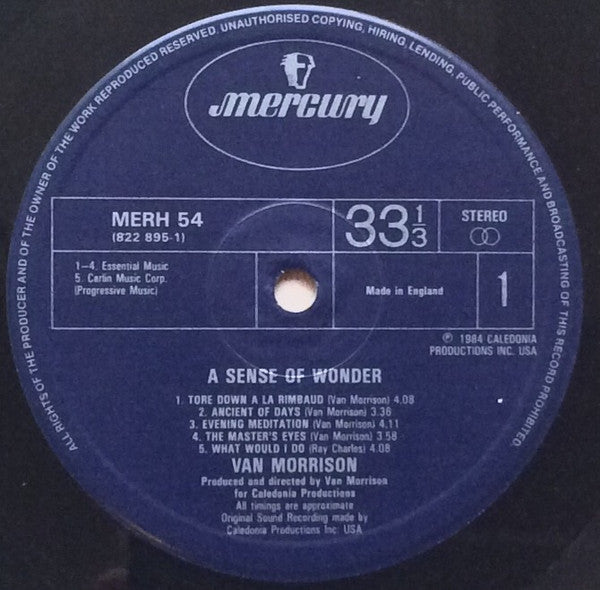 ALL RIGHTS OF THE PRODUCER AND OF THE OWNER OF THE WORK REPRODUCED RESERVED. UNAUTHORISED COPYING, HIRING, LENDING, PUBLIC PERFORMANCE AND BROADCASTING OF THIS RECORD PROHIBITED
mercury
MERH 54
(822 895-1)
33 1/3
STEREO
1–4. Essential Music
5. Carlin Music Corp.
(Progressive Music)
Made in England
1
℗ 1984 CALEDONIA
PRODUCTIONS INC. USA
A SENSE OF WONDER
1. TORE DOWN A LA RIMBAUD (Van Morrison) 4.08
2. ANCIENT OF DAYS (Van Morrison) 3.36
3. EVENING MEDITATION (Van Morrison) 4.11
4. THE MASTER'S EYES (Van Morrison) 3.58
5. WHAT WOULD I DO (Ray Charles) 4.08
VAN MORRISON
Produced and directed by Van Morrison
for Caledonia Productions
All timings are approximate
Original Sound Recording made by
Caledonia Productions Inc. USA